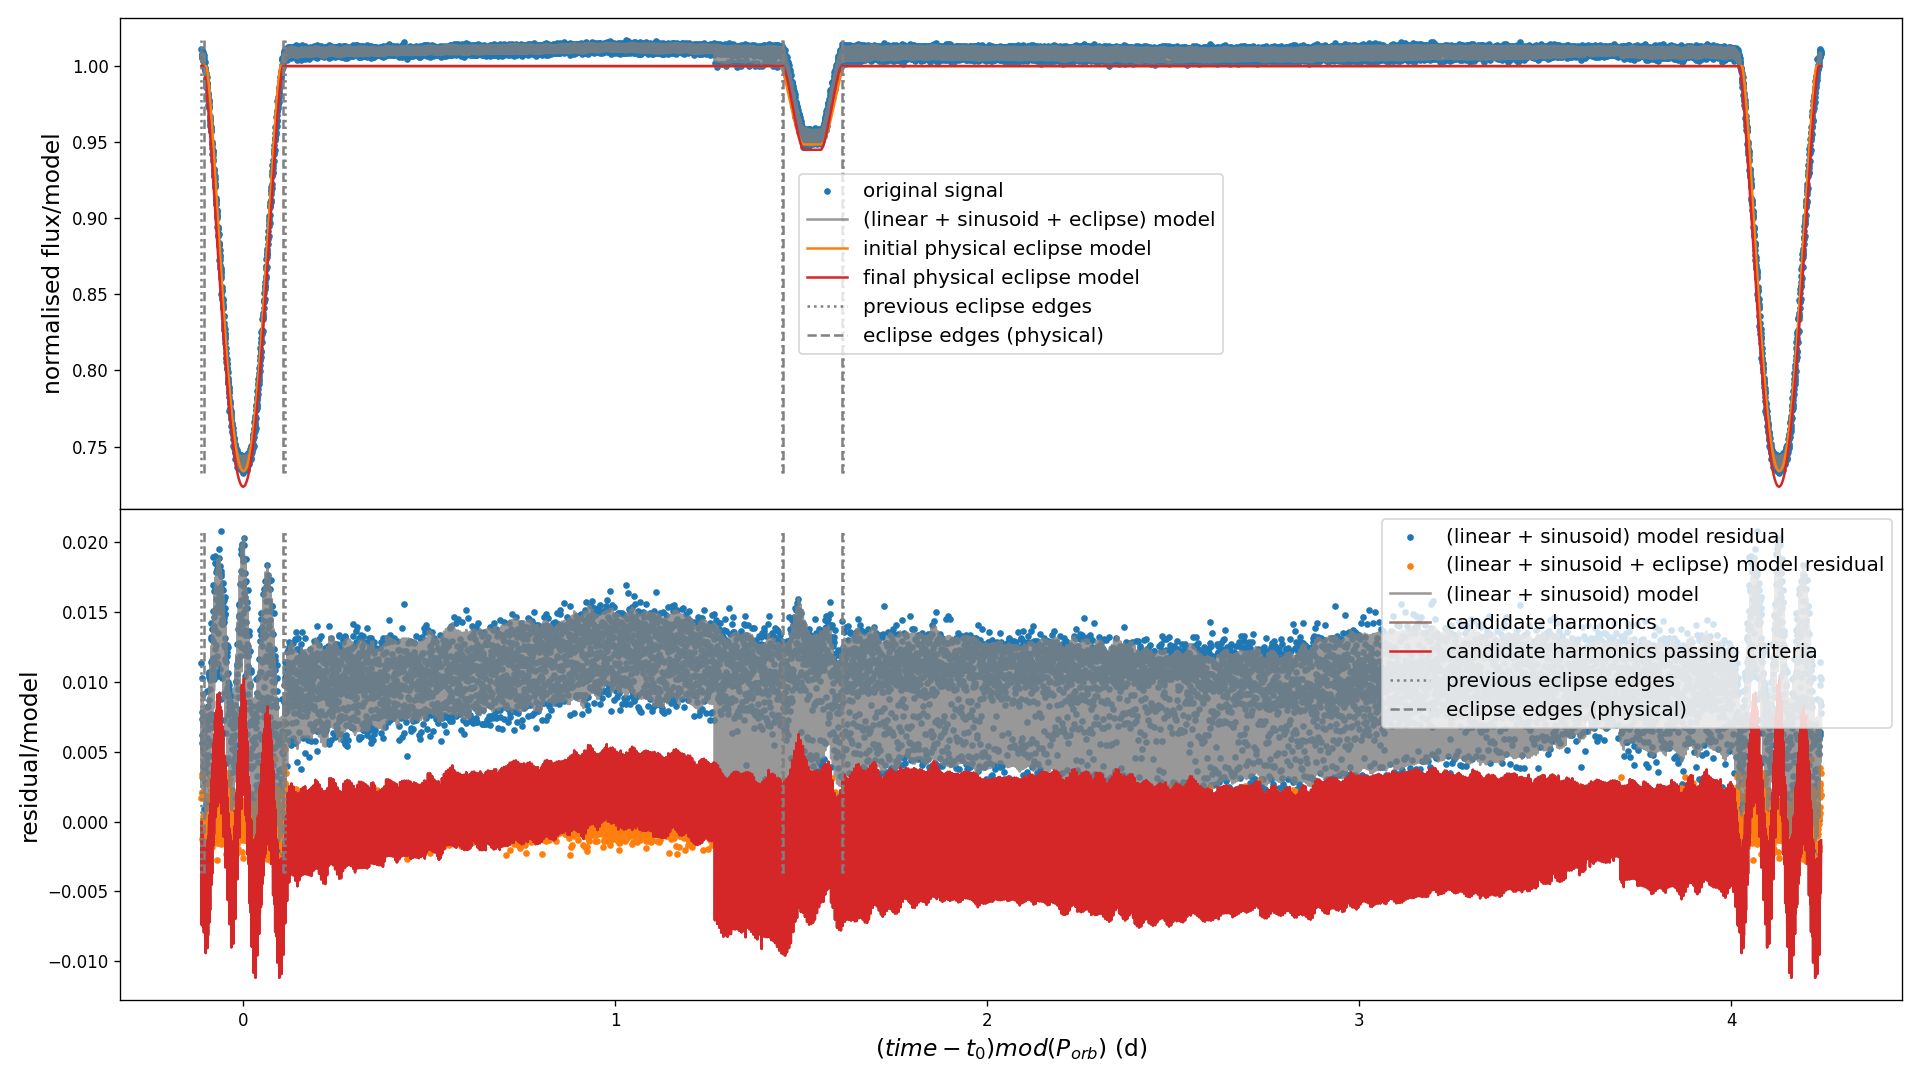 normalised flux/model
1.00
0.95
0.90
0.85
0.80
0.75
original signal
(linear + sinusoid + eclipse) model
initial physical eclipse model
final physical eclipse model
previous eclipse edges
eclipse edges (physical)
residual/model
0.020
0.015
0.010
0.005
0.000
−0.005
−0.010
(linear + sinusoid) model residual
(linear + sinusoid + eclipse) model residual
(linear + sinusoid) model
candidate harmonics
candidate harmonics passing criteria
previous eclipse edges
eclipse edges (physical)
0 1 2 3 4
(time − t₀)mod(P_orb) (d)